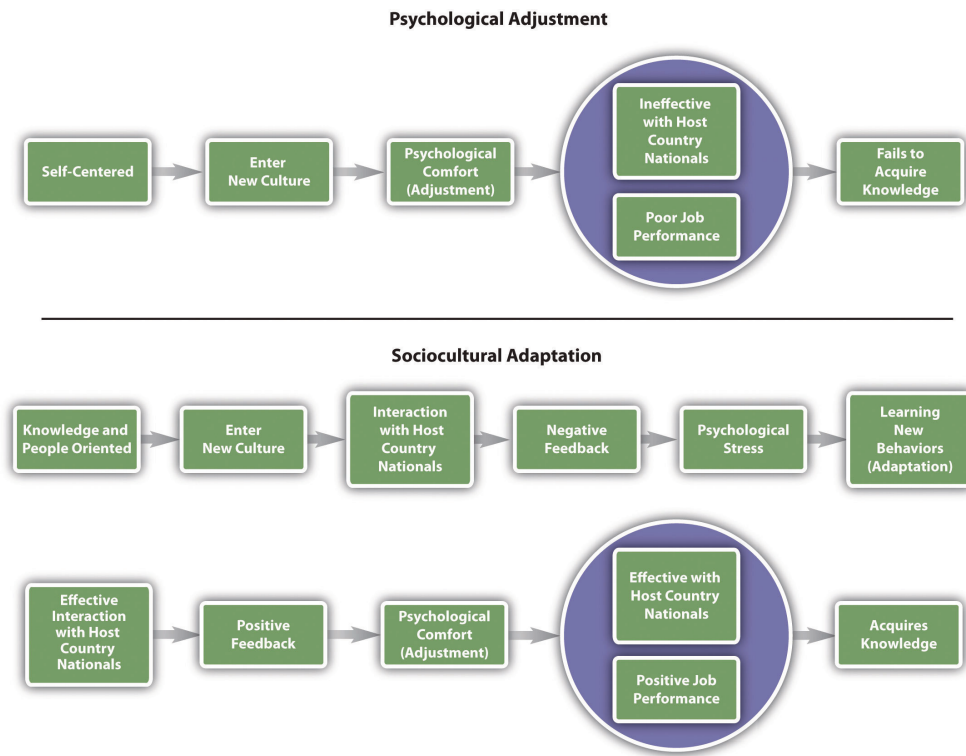 Psychological Adjustment
Self-Centered
Enter
New Culture
Psychological
Comfort
(Adjustment)
Ineffective
with Host
Country
Nationals
Poor Job
Performance
Fails to
Acquire
Knowledge
Sociocultural Adaptation
Knowledge and
People Oriented
Enter
New Culture
Interaction
with Host
Country
Nationals
Negative
Feedback
Psychological
Stress
Learning
New
Behaviors
(Adaptation)
Effective
Interaction
with Host
Country
Nationals
Positive
Feedback
Psychological
Comfort
(Adjustment)
Effective with
Host Country
Nationals
Positive Job
Performance
Acquires
Knowledge